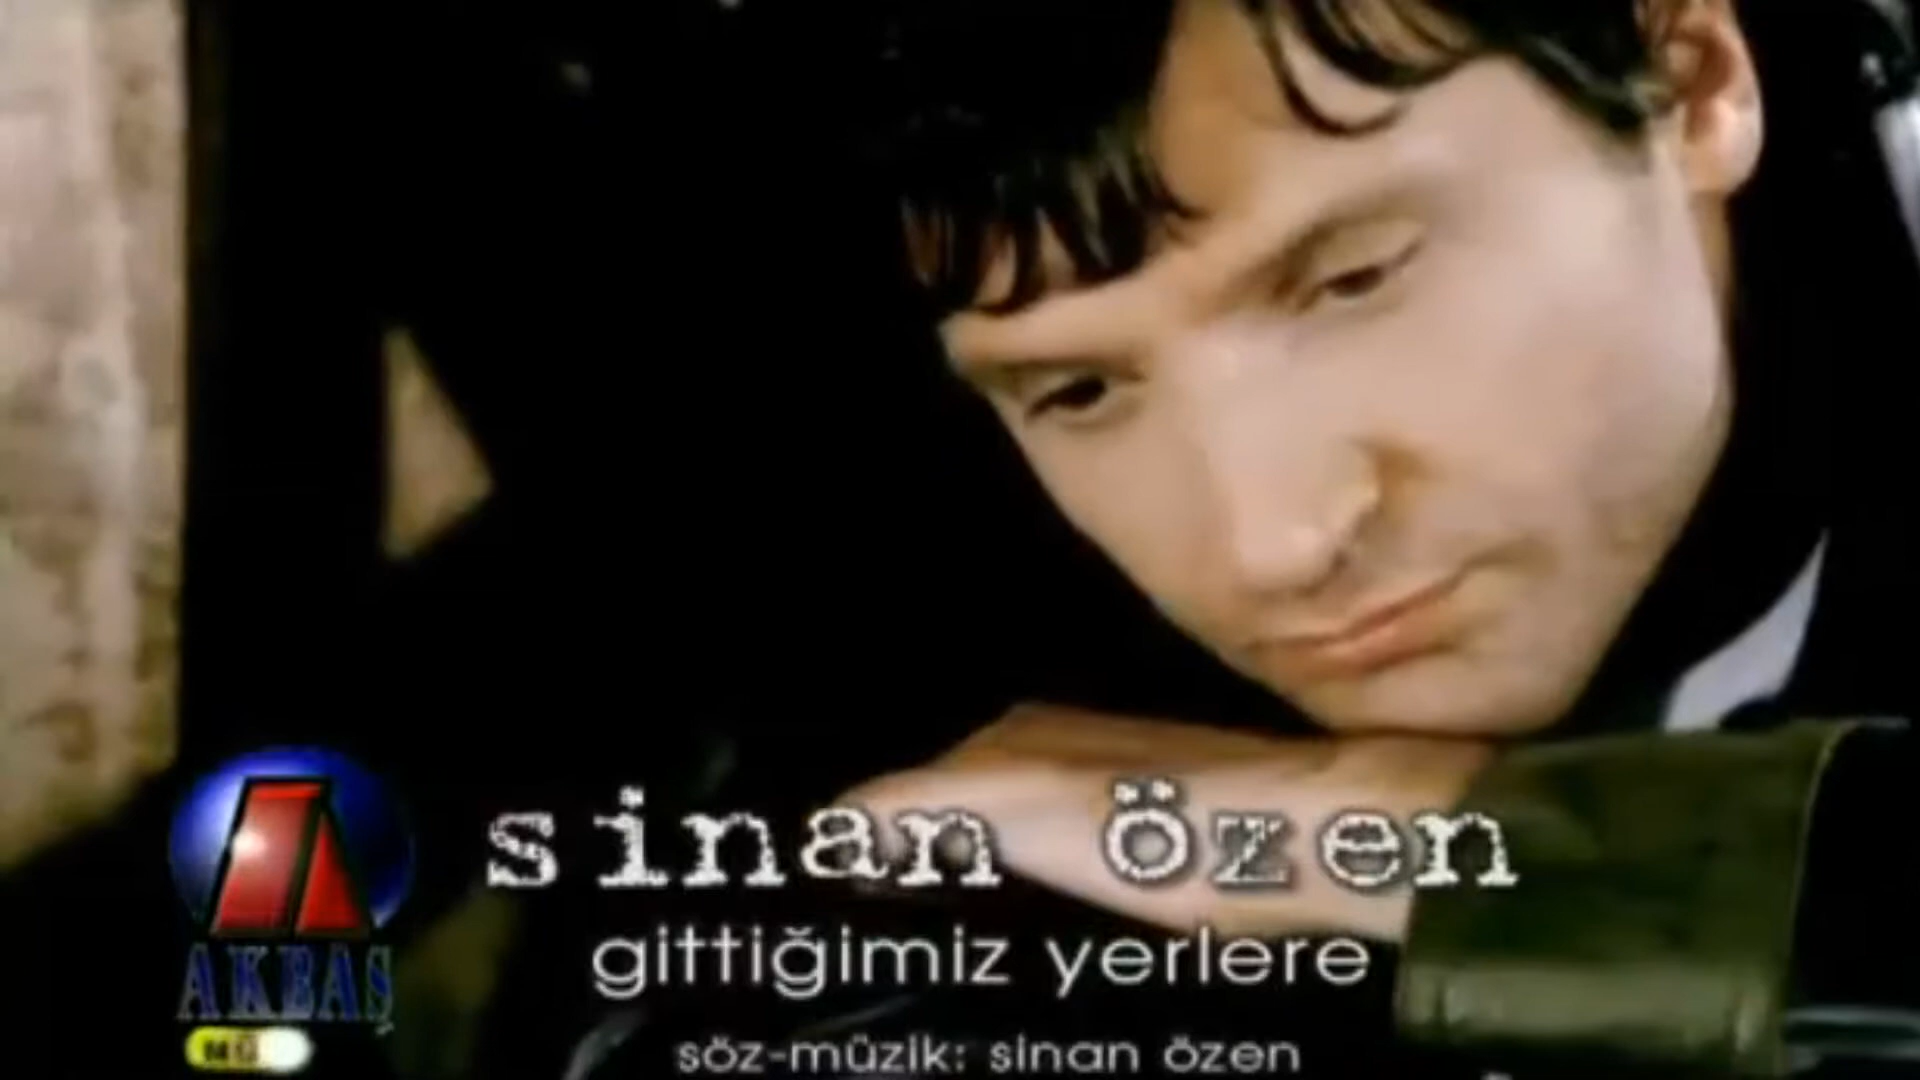 sinan özen
gittiğimiz yerlere
söz-müzik: sinan özen
AKBAŞ